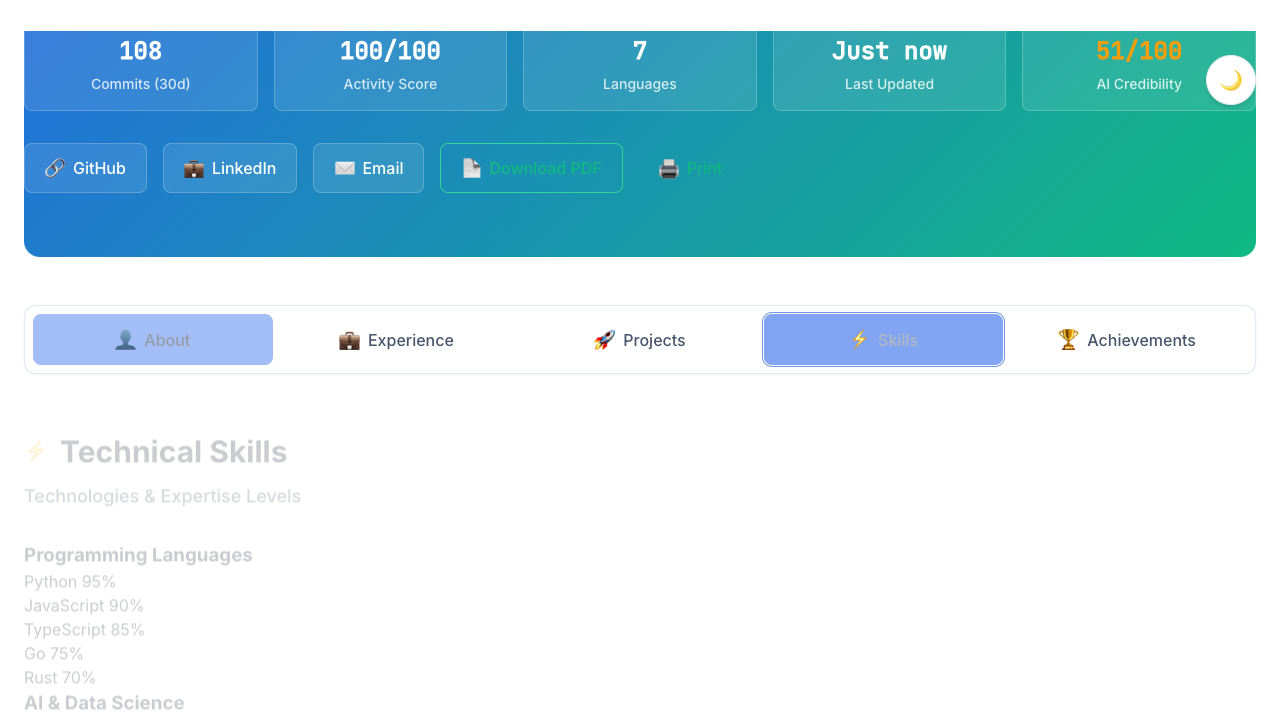 108
Commits (30d)
100/100
Activity Score
7
Languages
Just now
Last Updated
51/100
AI Credibility
GitHub
LinkedIn
Email
Download PDF
Print
About
Experience
Projects
Skills
Achievements
Technical Skills
Technologies & Expertise Levels
Programming Languages
Python 95%
JavaScript 90%
TypeScript 85%
Go 75%
Rust 70%
AI & Data Science